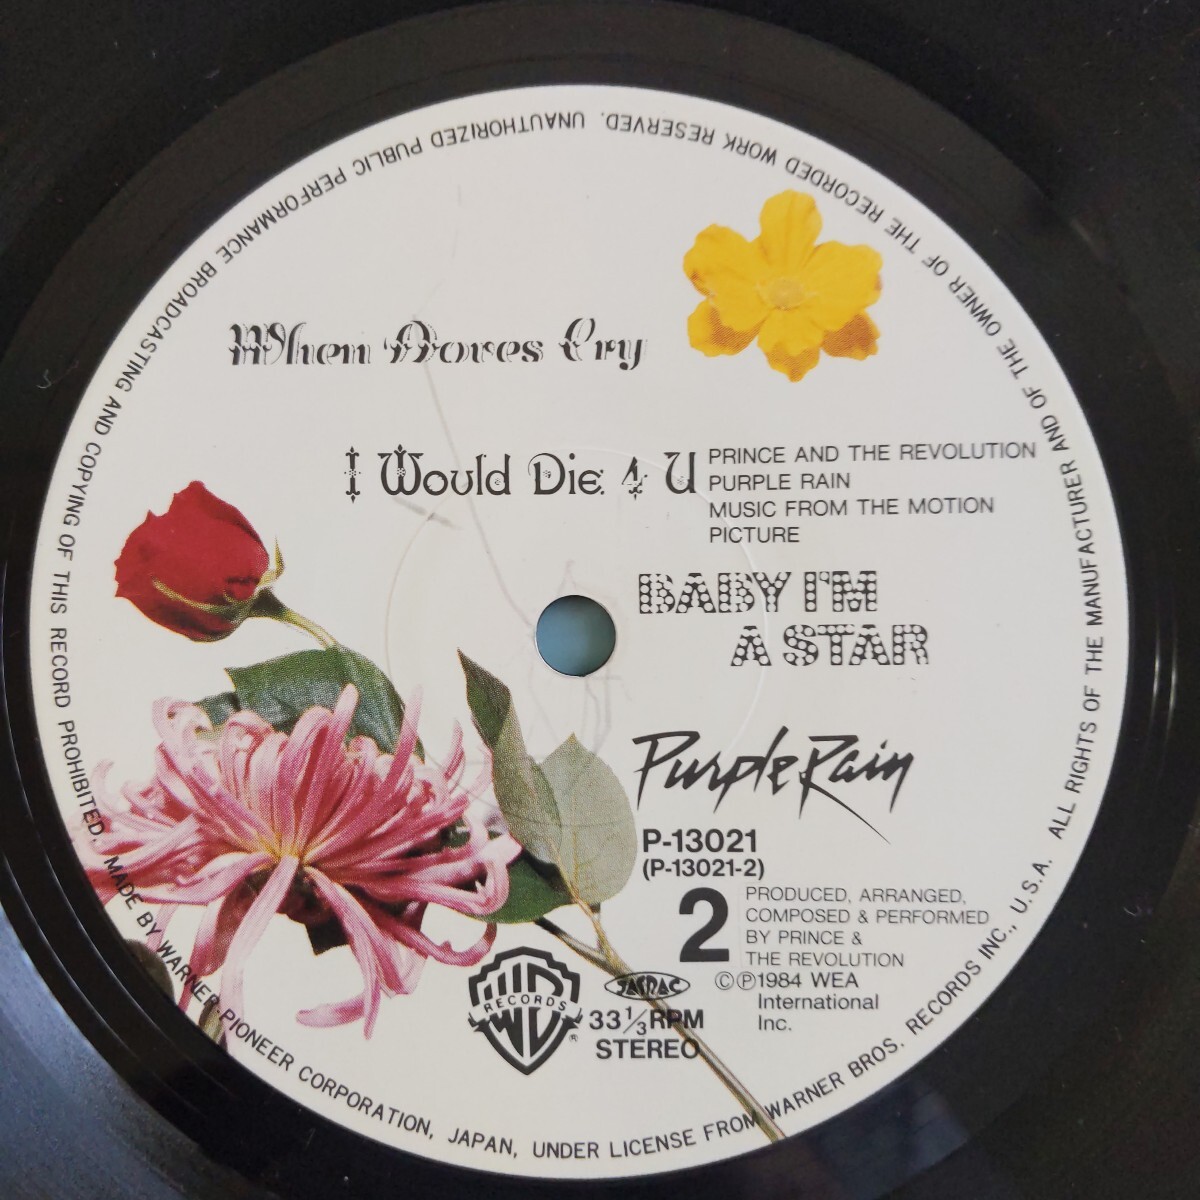 When Doves Cry
I Would Die 4 U
PRINCE AND THE REVOLUTION
PURPLE RAIN
MUSIC FROM THE MOTION
PICTURE
BABY I'M
A STAR
Purple Rain
P-13021
(P-13021-2)
2
PRODUCED, ARRANGED,
COMPOSED & PERFORMED
BY PRINCE &
THE REVOLUTION
©℗1984 WEA
International
Inc.
W
RECORDS
®
JASRAC
33 1/3 RPM
STEREO
MADE BY WARNER-PIONEER CORPORATION, JAPAN, UNDER LICENSE FROM WARNER BROS. RECORDS INC., U.S.A. ALL RIGHTS OF THE MANUFACTURER AND OF THE OWNER OF THE RECORDED WORK RESERVED. UNAUTHORIZED PUBLIC PERFORMANCE BROADCASTING AND COPYING OF THIS RECORD PROHIBITED.